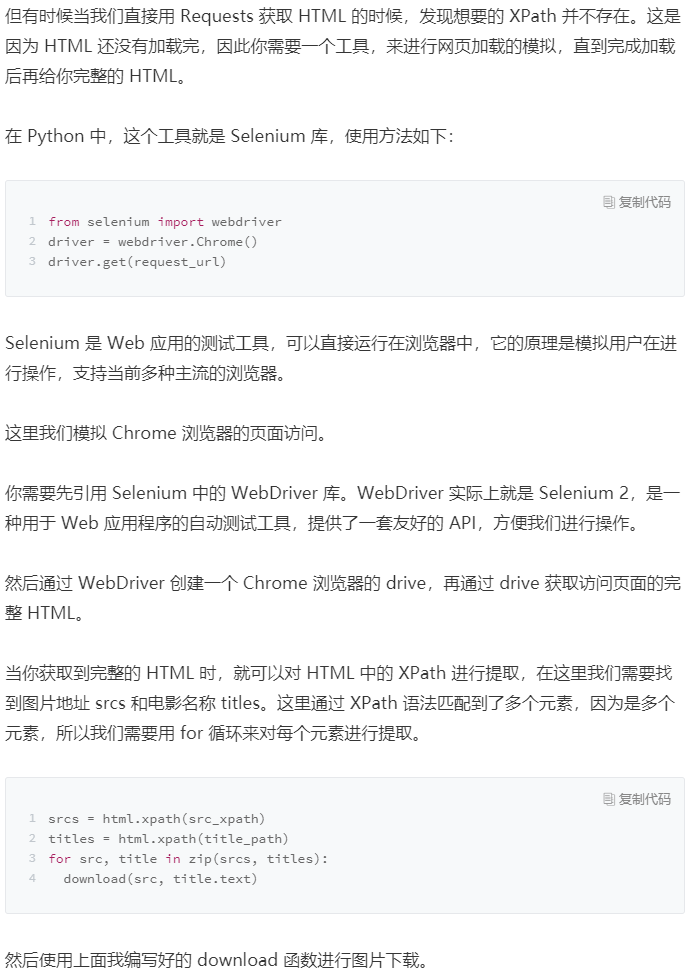 但有时候当我们直接用 Requests 获取 HTML 的时候，发现想要的 XPath 并不存在。这是
因为 HTML 还没有加载完，因此你需要一个工具，来进行网页加载的模拟，直到完成加载
后再给你完整的 HTML。
在 Python 中，这个工具就是 Selenium 库，使用方法如下：
复制代码
1 from selenium import webdriver
2 driver = webdriver.Chrome()
3 driver.get(request_url)
Selenium 是 Web 应用的测试工具，可以直接运行在浏览器中，它的原理是模拟用户在进
行操作，支持当前多种主流的浏览器。
这里我们模拟 Chrome 浏览器的页面访问。
你需要先引用 Selenium 中的 WebDriver 库。WebDriver 实际上就是 Selenium 2，是一
种用于 Web 应用程序的自动测试工具，提供了一套友好的 API，方便我们进行操作。
然后通过 WebDriver 创建一个 Chrome 浏览器的 drive，再通过 drive 获取访问页面的完
整 HTML。
当你获取到完整的 HTML 时，就可以对 HTML 中的 XPath 进行提取，在这里我们需要找
到图片地址 srcs 和电影名称 titles。这里通过 XPath 语法匹配到了多个元素，因为是多个
元素，所以我们需要用 for 循环来对每个元素进行提取。
复制代码
1 srcs = html.xpath(src_xpath)
2 titles = html.xpath(title_path)
3 for src, title in zip(srcs, titles):
4   download(src, title.text)
然后使用上面我编写好的 download 函数进行图片下载。